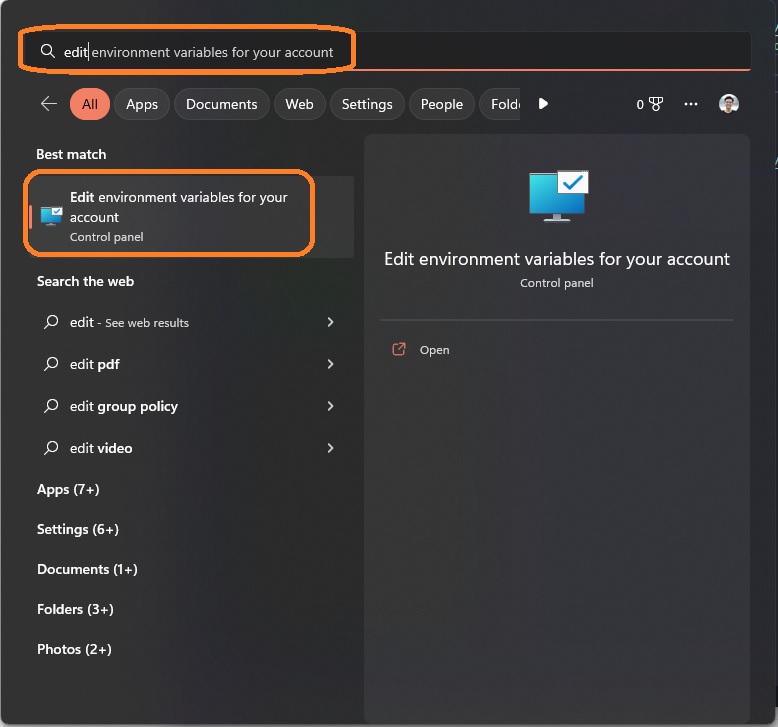 edit environment variables for your account
All Apps Documents Web Settings People Fold 0
Best match
Edit environment variables for your
account
Control panel
Search the web
edit - See web results
edit pdf
edit group policy
edit video
Apps (7+)
Settings (6+)
Documents (1+)
Folders (3+)
Photos (2+)
Edit environment variables for your account
Control panel
Open